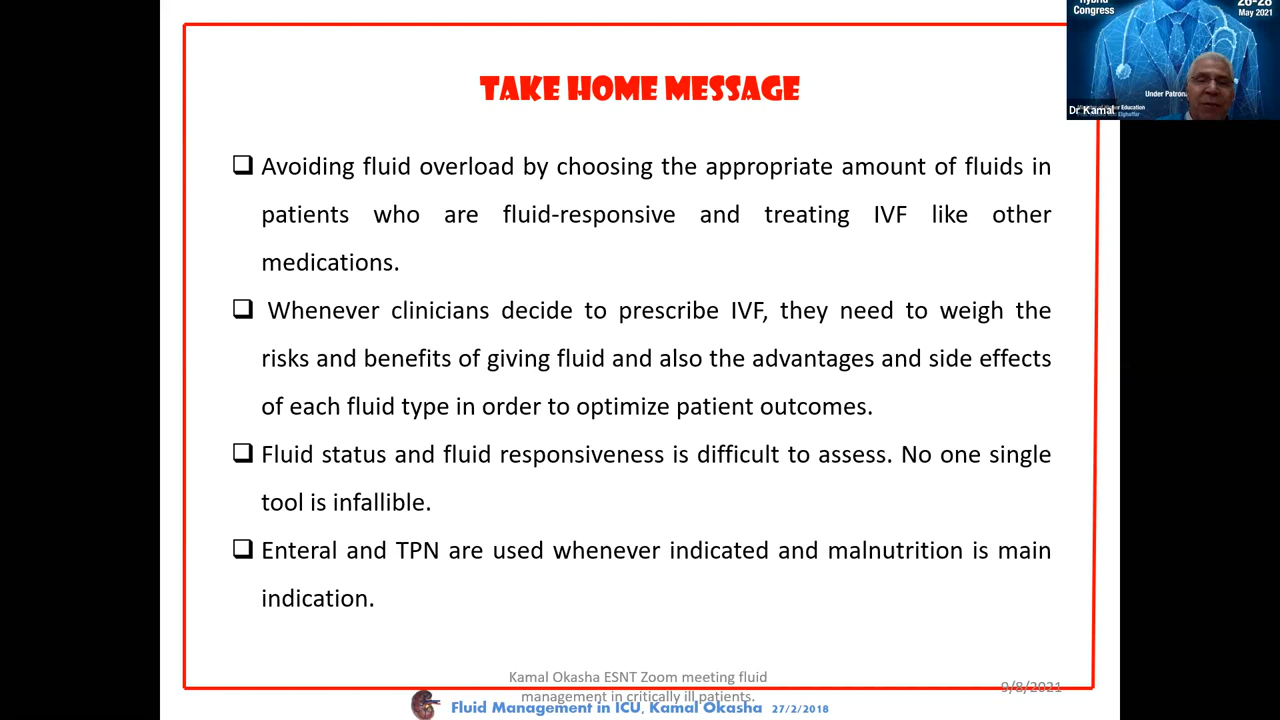 Hybrid
Congress
26-28
May 2021
Under Patrona
Dr Kamal
TAKE HOME MESSAGE
❑ Avoiding fluid overload by choosing the appropriate amount of fluids in
patients who are fluid-responsive and treating IVF like other
medications.
❑ Whenever clinicians decide to prescribe IVF, they need to weigh the
risks and benefits of giving fluid and also the advantages and side effects
of each fluid type in order to optimize patient outcomes.
❑ Fluid status and fluid responsiveness is difficult to assess. No one single
tool is infallible.
❑ Enteral and TPN are used whenever indicated and malnutrition is main
indication.
Kamal Okasha ESNT Zoom meeting fluid
management in critically ill patients.
9/8/2021
Fluid Management in ICU, Kamal Okasha 27/2/2018